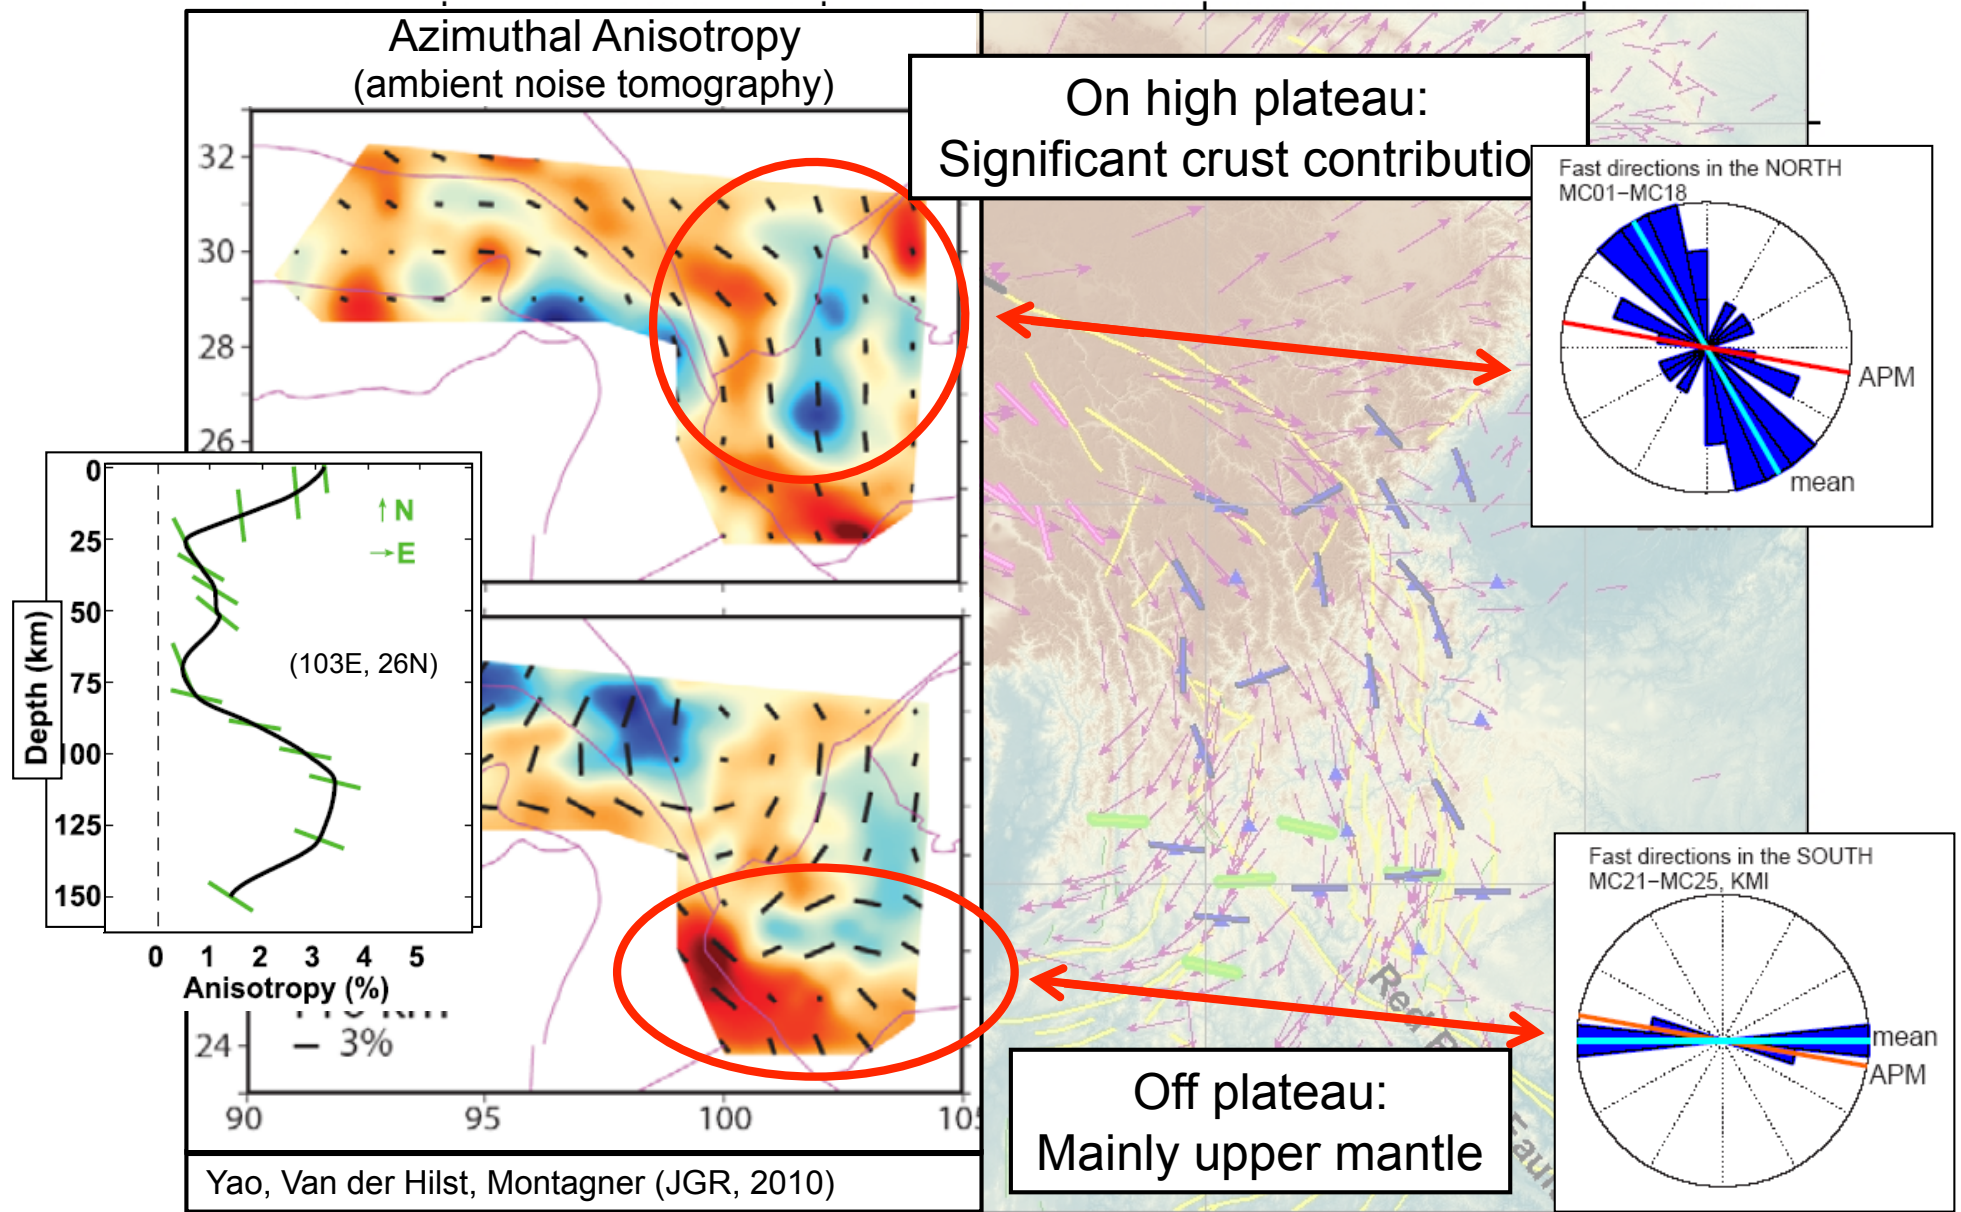 Azimuthal Anisotropy
(ambient noise tomography)
On high plateau:
Significant crust contributio
Fast directions in the NORTH
MC01−MC18
APM
mean
32
30
28
26
0
25
50
75
100
125
150
Depth (km)
↑N
→E
(103E, 26N)
0 1 2 3 4 5
Anisotropy (%)
− 3%
24
90 95 100 105
Red
Fast directions in the SOUTH
MC21−MC25, KMI
mean
APM
Off plateau:
Mainly upper mantle
Yao, Van der Hilst, Montagner (JGR, 2010)